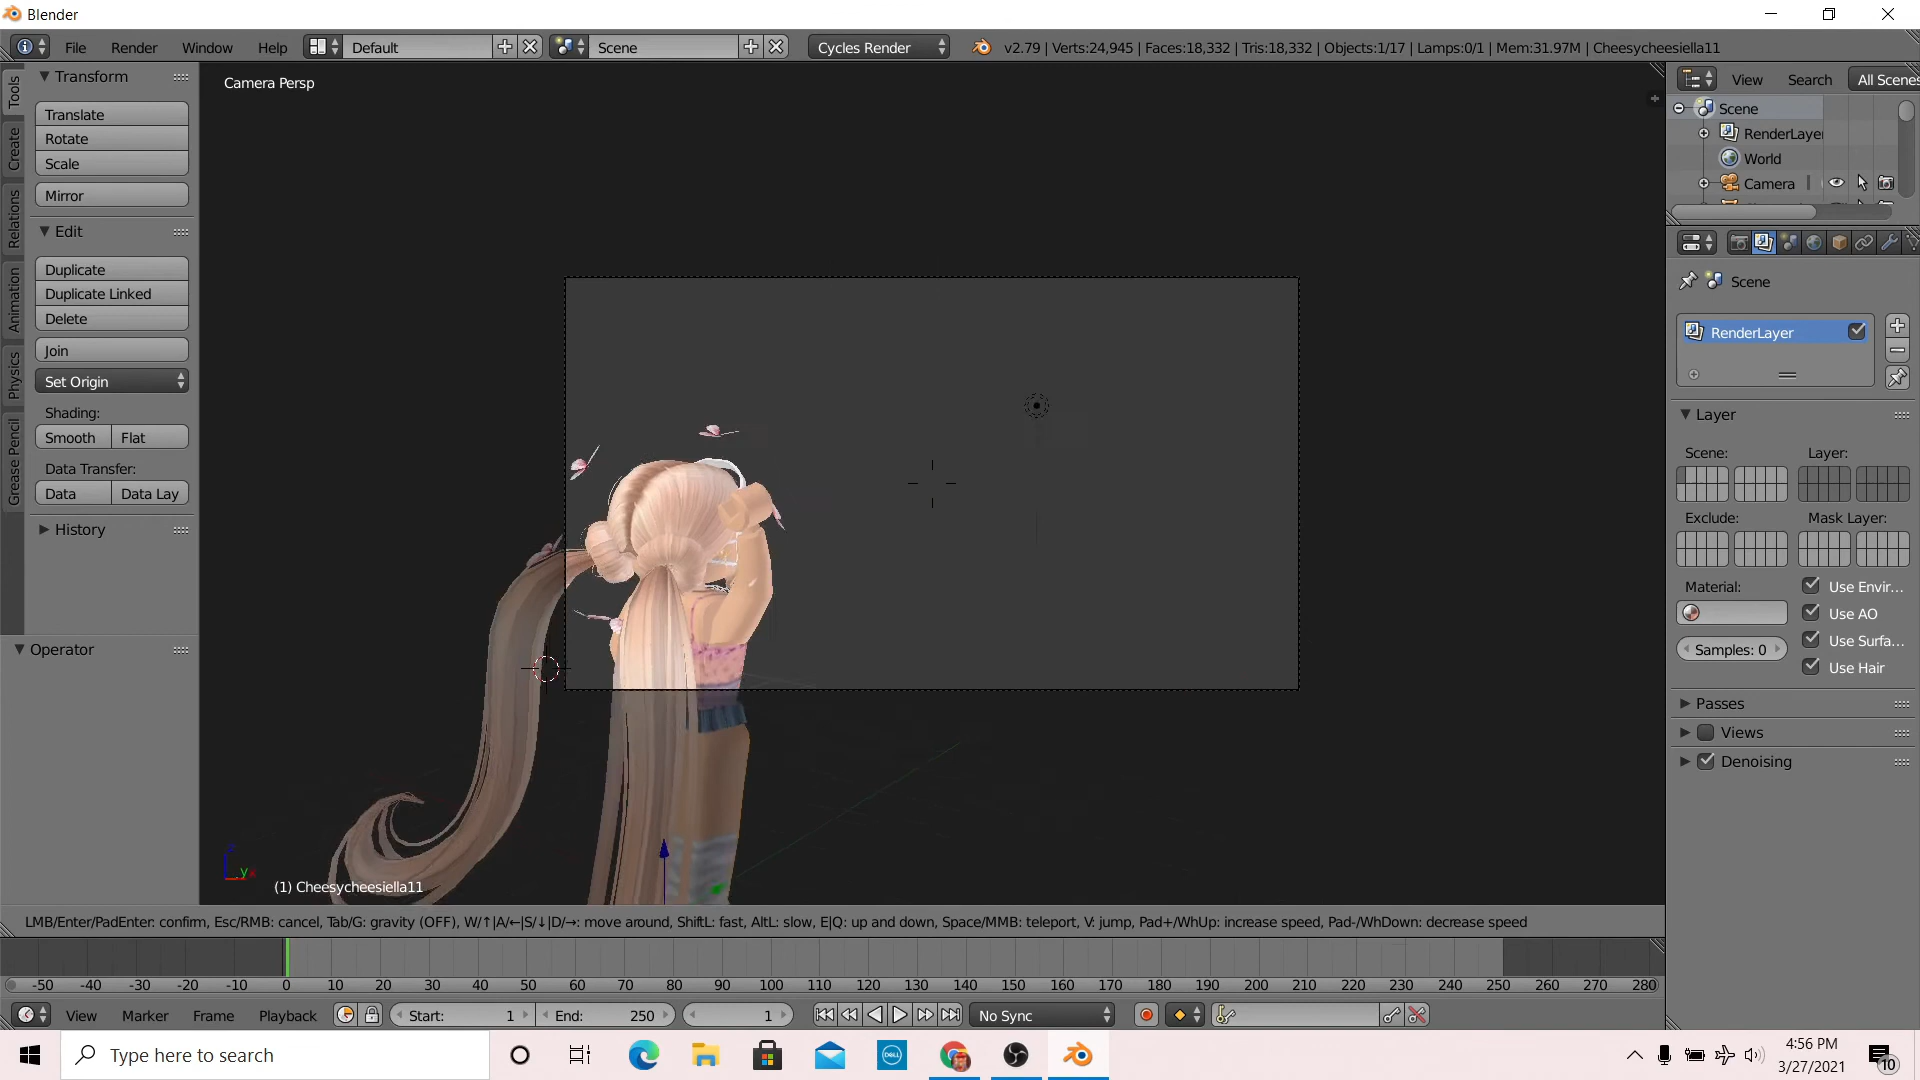 Blender
File Render Window Help Default Scene Cycles Render v2.79 | Verts:24,945 | Faces:18,332 | Tris:18,332 | Objects:1/17 | Lamps:0/1 | Mem:31.97M | Cheesycheesiella11
Tools
Create
Relations
Animation
Physics
Grease Pencil
Transform
Translate
Rotate
Scale
Mirror
Edit
Duplicate
Duplicate Linked
Delete
Join
Set Origin
Shading:
Smooth Flat
Data Transfer:
Data Data Lay
History
Operator
Camera Persp
(1) Cheesycheesiella11
View Search All Scenes
Scene
RenderLayer
World
Camera
Scene
RenderLayer
Layer
Scene: Layer:
Exclude: Mask Layer:
Material: Use Envir...
Use AO
Samples: 0 Use Surfa...
Use Hair
Passes
Views
Denoising
LMB/Enter/PadEnter: confirm, Esc/RMB: cancel, Tab/G: gravity (OFF), W/↑|A/←|S/↓|D/→: move around, ShiftL: fast, AltL: slow, E|Q: up and down, Space/MMB: teleport, V: jump, Pad+/WhUp: increase speed, Pad-/WhDown: decrease speed
-50 -40 -30 -20 -10 0 10 20 30 40 50 60 70 80 90 100 110 120 130 140 150 160 170 180 190 200 210 220 230 240 250 260 270 280
View Marker Frame Playback Start: 1 End: 250 1 No Sync
Type here to search
DELL
4:56 PM
3/27/2021
10